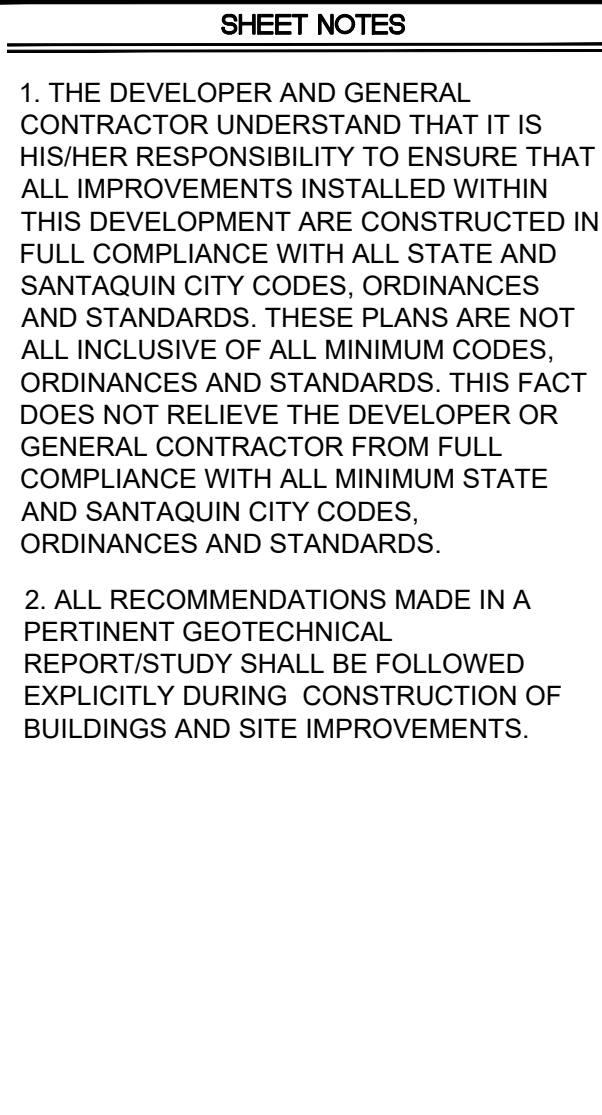 SHEET NOTES
1. THE DEVELOPER AND GENERAL
CONTRACTOR UNDERSTAND THAT IT IS
HIS/HER RESPONSIBILITY TO ENSURE THAT
ALL IMPROVEMENTS INSTALLED WITHIN
THIS DEVELOPMENT ARE CONSTRUCTED IN
FULL COMPLIANCE WITH ALL STATE AND
SANTAQUIN CITY CODES, ORDINANCES
AND STANDARDS. THESE PLANS ARE NOT
ALL INCLUSIVE OF ALL MINIMUM CODES,
ORDINANCES AND STANDARDS. THIS FACT
DOES NOT RELIEVE THE DEVELOPER OR
GENERAL CONTRACTOR FROM FULL
COMPLIANCE WITH ALL MINIMUM STATE
AND SANTAQUIN CITY CODES,
ORDINANCES AND STANDARDS.
2. ALL RECOMMENDATIONS MADE IN A
PERTINENT GEOTECHNICAL
REPORT/STUDY SHALL BE FOLLOWED
EXPLICITLY DURING  CONSTRUCTION OF
BUILDINGS AND SITE IMPROVEMENTS.